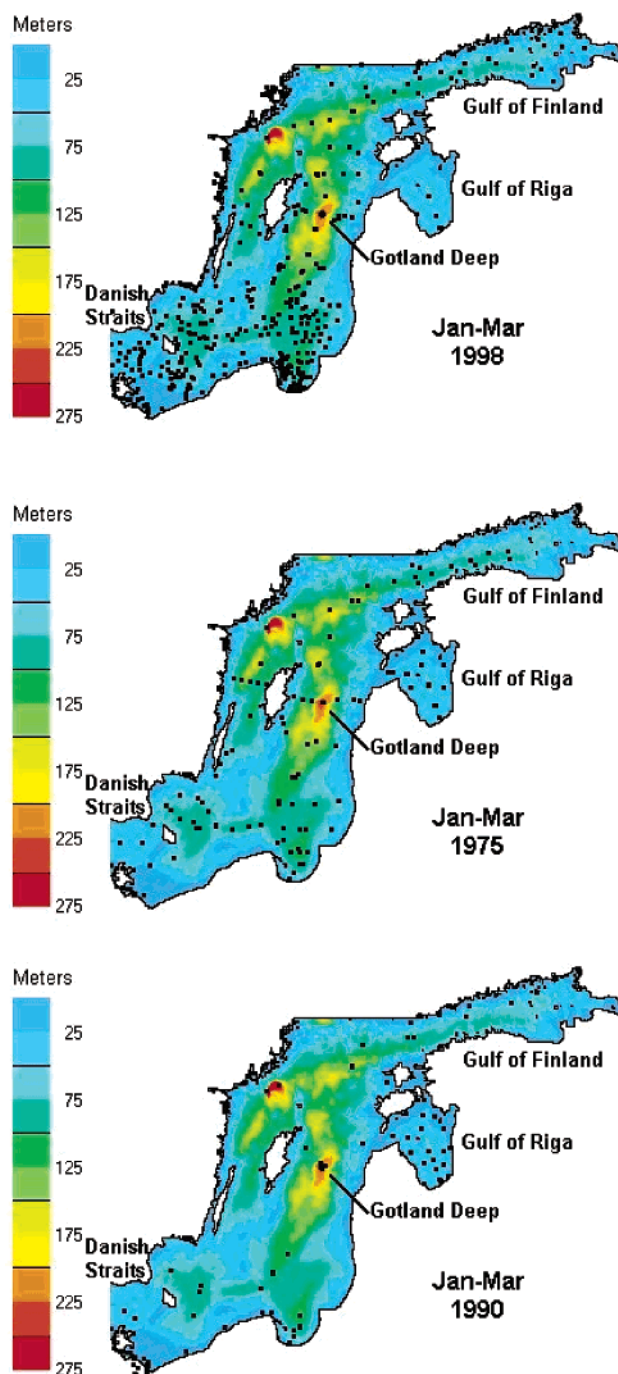 Meters
25
75
125
175
225
275
Gulf of Finland
Gulf of Riga
Gotland Deep
Danish
Straits
Jan-Mar
1998
Meters
25
75
125
175
225
275
Gulf of Finland
Gulf of Riga
Gotland Deep
Danish
Straits
Jan-Mar
1975
Meters
25
75
125
175
225
275
Gulf of Finland
Gulf of Riga
Gotland Deep
Danish
Straits
Jan-Mar
1990